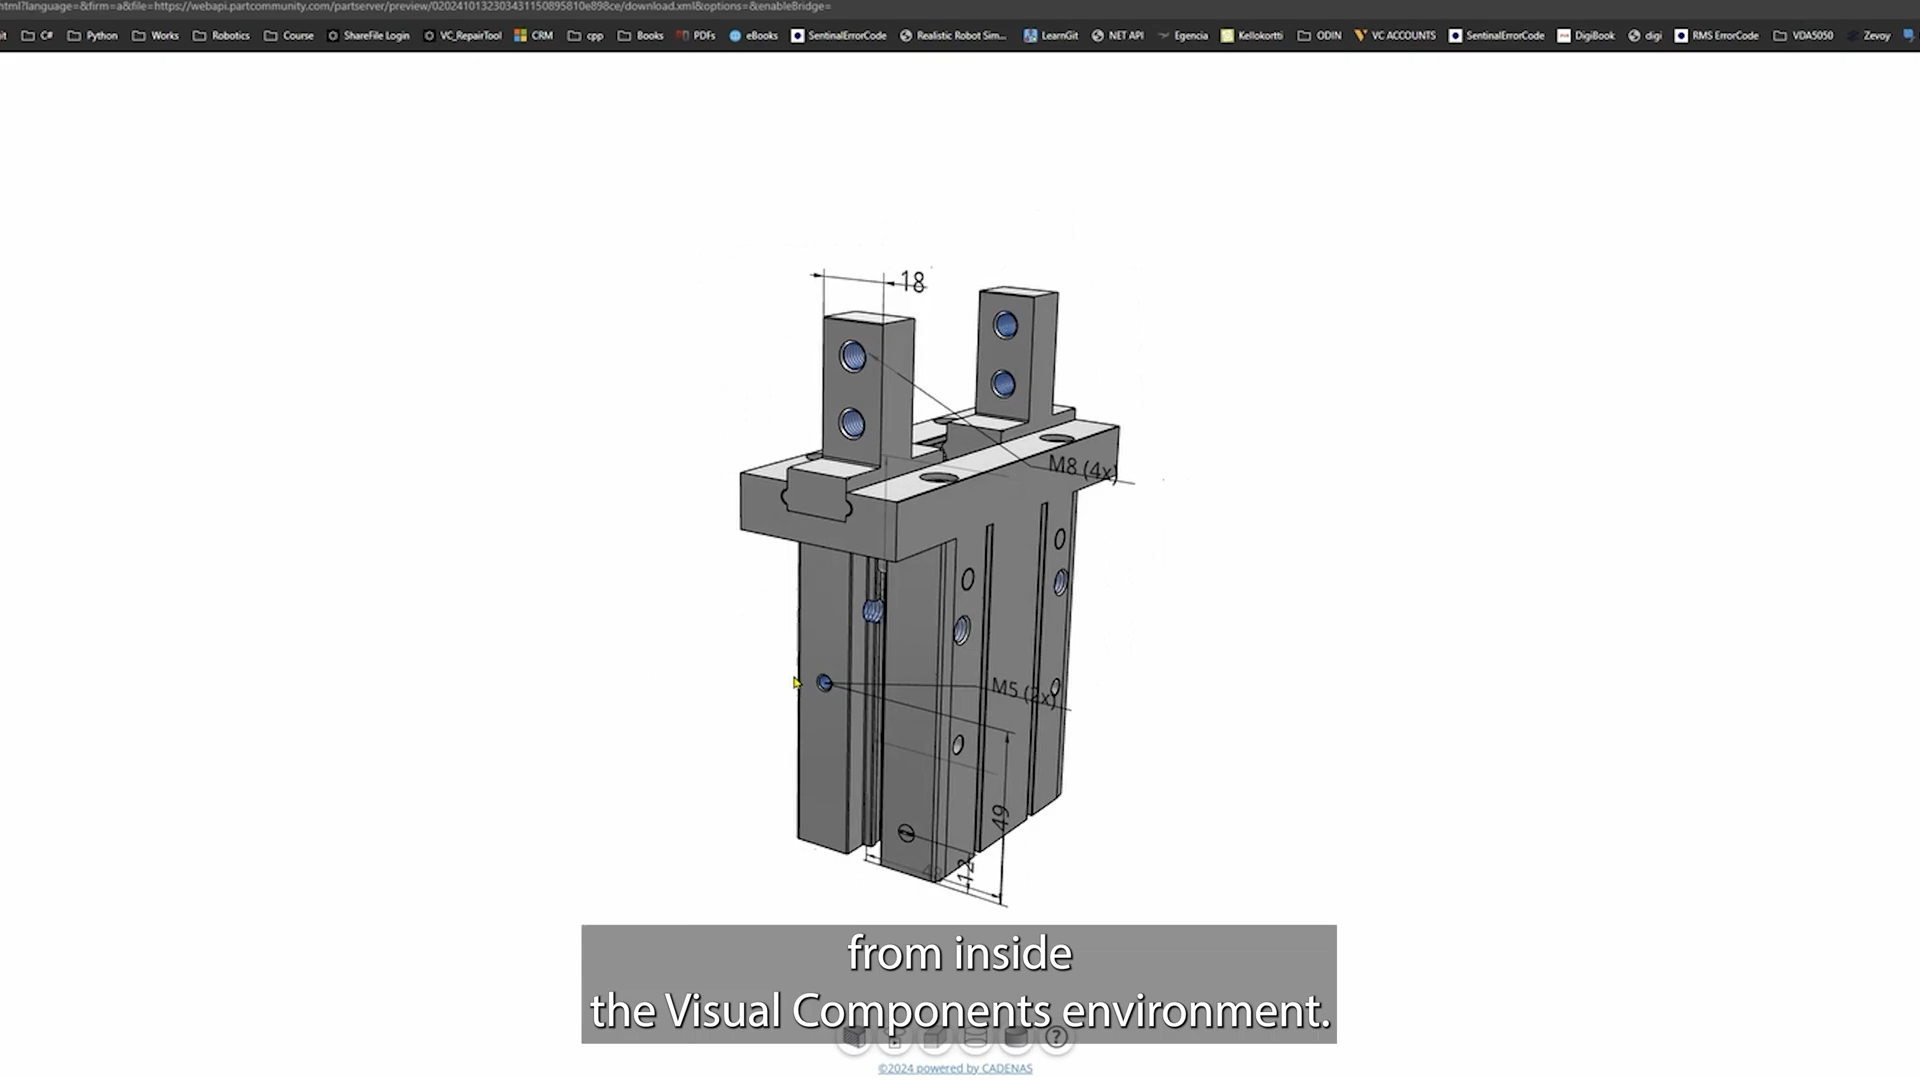 html?language=&firm=a&file=https://webapi.partcommunity.com/partserver/preview/0202410132303431150895810e898ce/download.xml&options=&enableBridge=
it C# Python Works Robotics Course ShareFile Login VC_RepairTool CRM cpp Books PDFs eBooks SentinalErrorCode Realistic Robot Sim... LearnGit NET API Egencia Kellokortti ODIN VC ACCOUNTS SentinalErrorCode DigiBook digi RMS ErrorCode VDA5050 Zevoy
18
M8 (4x)
M5 (2x)
49
12
from inside
the Visual Components environment.
?
©2024 powered by CADENAS